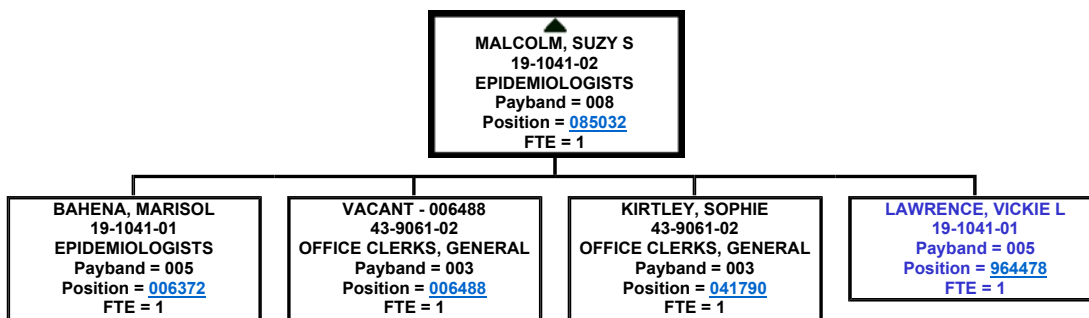 MALCOLM, SUZY S
19-1041-02
EPIDEMIOLOGISTS
Payband = 008
Position = 085032
FTE = 1
BAHENA, MARISOL
19-1041-01
EPIDEMIOLOGISTS
Payband = 005
Position = 006372
FTE = 1
VACANT - 006488
43-9061-02
OFFICE CLERKS, GENERAL
Payband = 003
Position = 006488
FTE = 1
KIRTLEY, SOPHIE
43-9061-02
OFFICE CLERKS, GENERAL
Payband = 003
Position = 041790
FTE = 1
LAWRENCE, VICKIE L
19-1041-01
Payband = 005
Position = 964478
FTE = 1